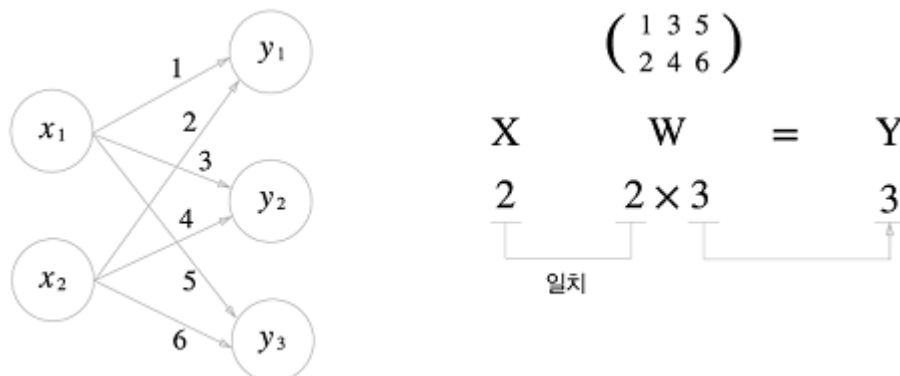 x₁
x₂
1
2
3
4
5
6
y₁
y₂
y₃
( 1 3 5
2 4 6 )
X W = Y
2 2 × 3 3
일치